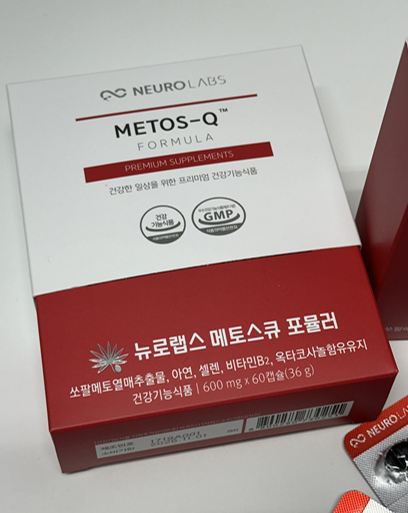 NEUROLABS
METOS-Q™
FORMULA
PREMIUM SUPPLEMENTS
건강한 일상을 위한 프리미엄 건강기능식품
건강
기능식품
GMP
뉴로랩스 메토스큐 포뮬러
쏘팔메토열매추출물, 아연, 셀렌, 비타민B2, 옥타코사놀함유유지
건강기능식품 | 600 mg x 60캡슐(36 g)
NEUROLABS